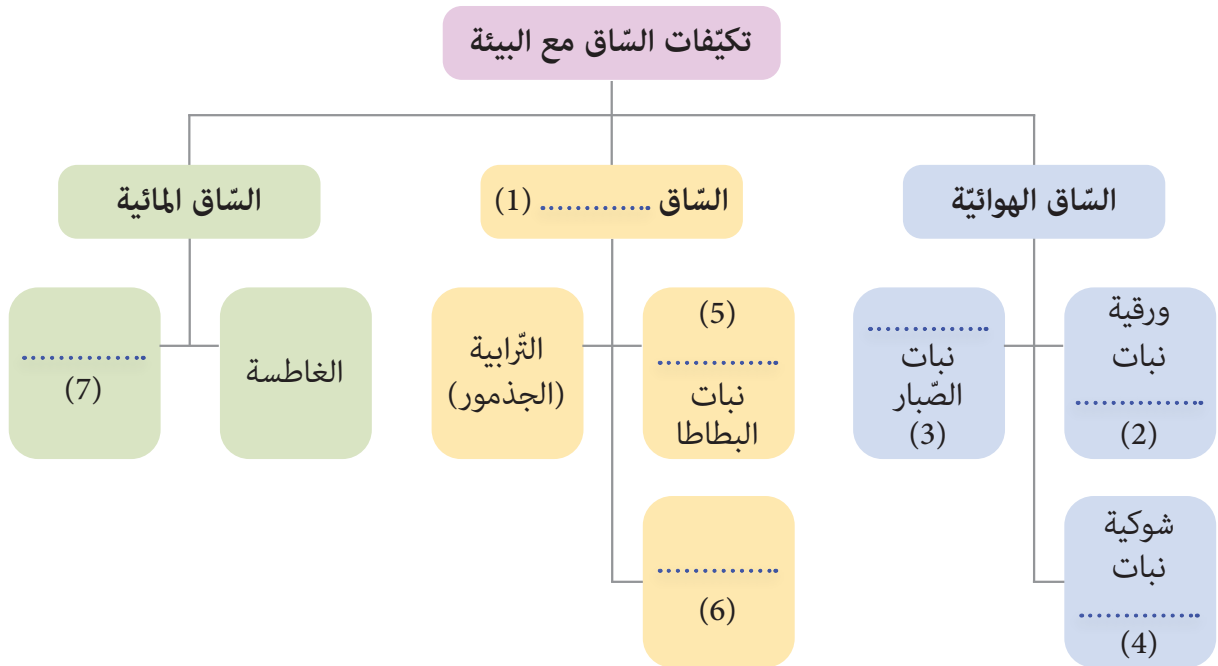 تكيّفات السّاق مع البيئة
السّاق الهوائيّة
السّاق .............. (1)
السّاق المائية
ورقية
نبات
..............
(2)
..............
نبات
الصّبار
(3)
شوكية
نبات
..............
(4)
(5)
..............
نبات
البطاطا
التّرابية
(الجذمور)
..............
(6)
الغاطسة
..............
(7)